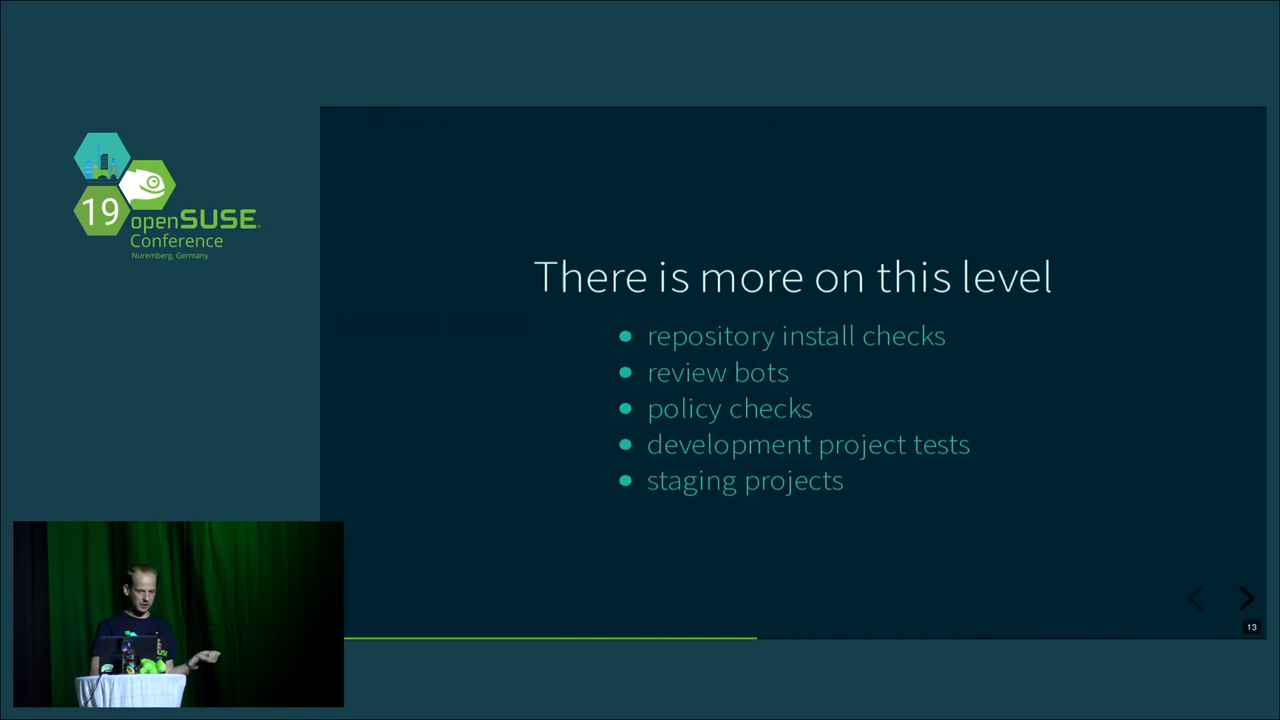 19
openSUSE
Conference
Nuremberg, Germany
There is more on this level
repository install checks
review bots
policy checks
development project tests
staging projects
13